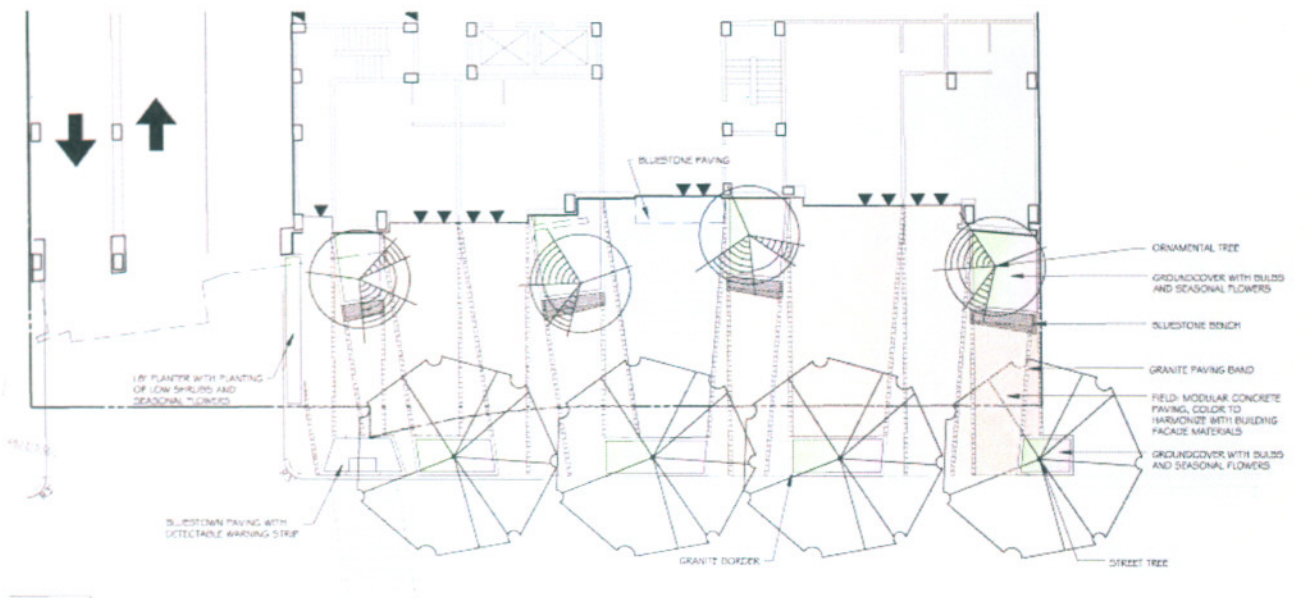 BLUESTONE PAVING
ORNAMENTAL TREE
GROUNDCOVER WITH BULBS
AND SEASONAL FLOWERS
BLUESTONE BENCH
GRANITE PAVING BAND
18" PLANTER WITH PLANTING
OF LOW SHRUBS AND
SEASONAL FLOWERS
FIELD: MODULAR CONCRETE
PAVING, COLOR TO
HARMONIZE WITH BUILDING
FACADE MATERIALS
GROUNDCOVER WITH BULBS
AND SEASONAL FLOWERS
BLUESTOWN PAVING WITH
DETECTABLE WARNING STRIP
GRANITE BORDER
STREET TREE